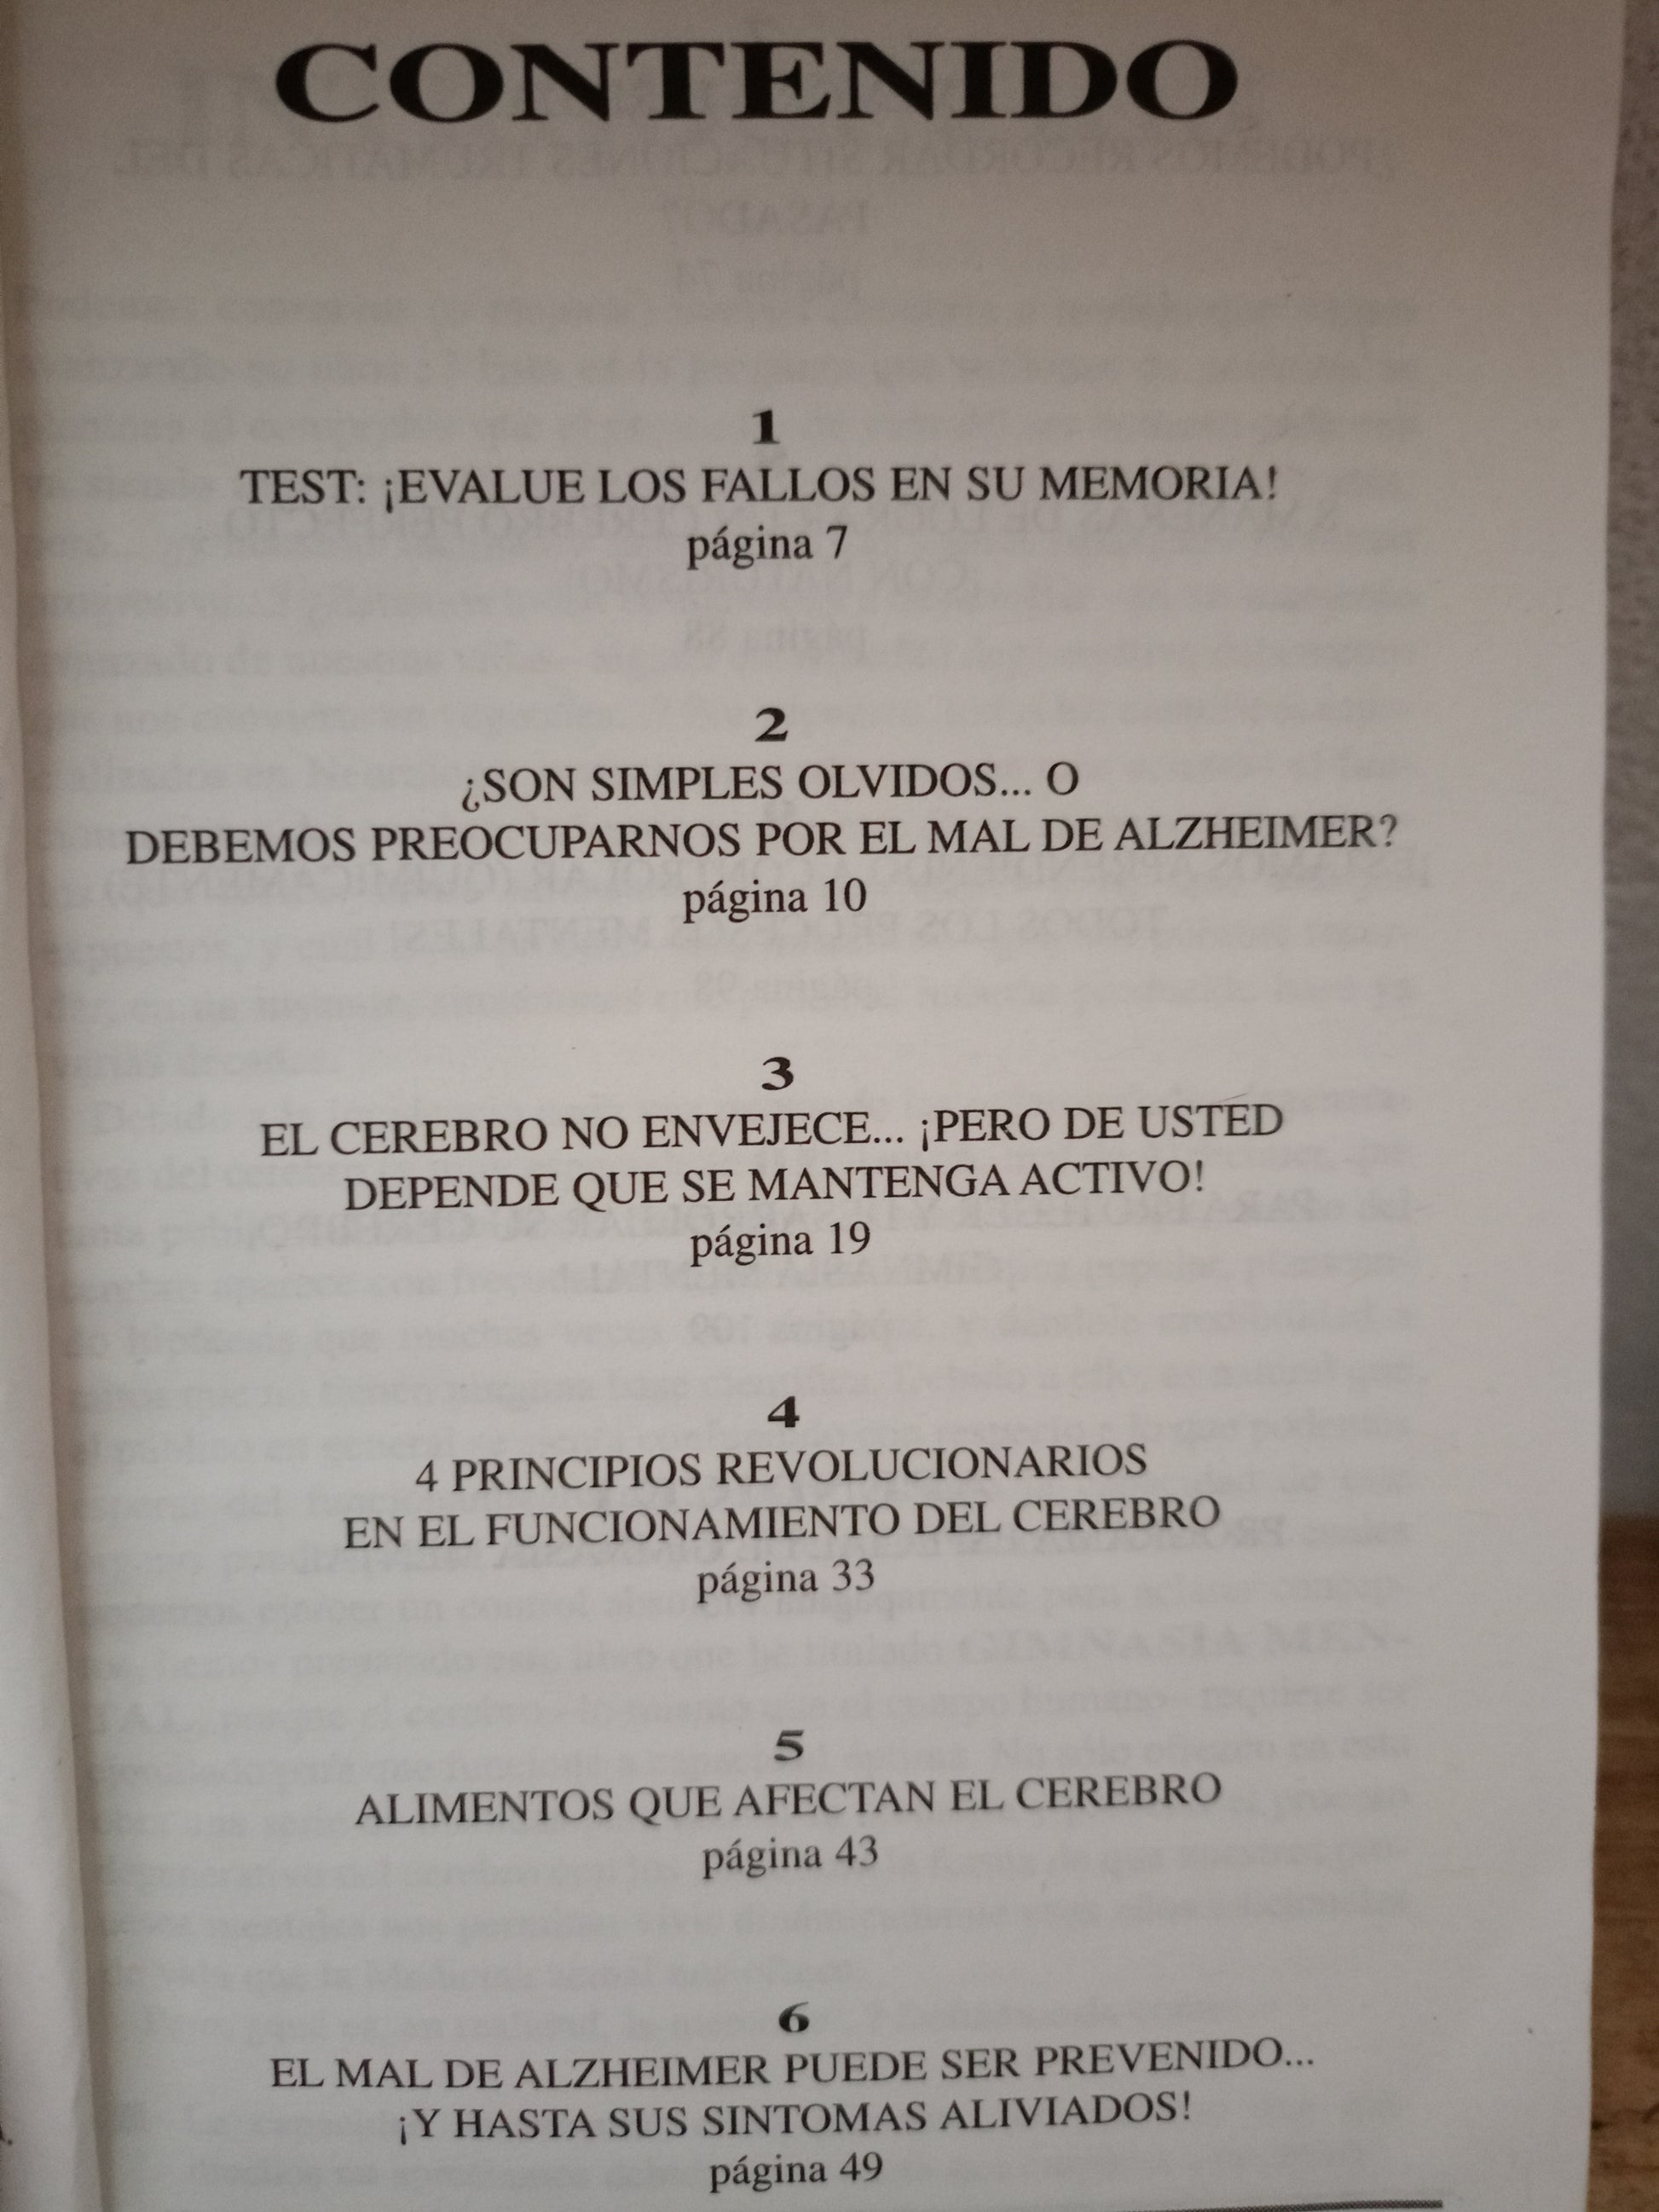 CONTENIDO
1
TEST: ¡EVALUE LOS FALLOS EN SU MEMORIA!
página 7
2
¿SON SIMPLES OLVIDOS... O
DEBEMOS PREOCUPARNOS POR EL MAL DE ALZHEIMER?
página 10
3
EL CEREBRO NO ENVEJECE... ¡PERO DE USTED
DEPENDE QUE SE MANTENGA ACTIVO!
página 19
4
4 PRINCIPIOS REVOLUCIONARIOS
EN EL FUNCIONAMIENTO DEL CEREBRO
página 33
5
ALIMENTOS QUE AFECTAN EL CEREBRO
página 43
6
EL MAL DE ALZHEIMER PUEDE SER PREVENIDO...
¡Y HASTA SUS SINTOMAS ALIVIADOS!
página 49